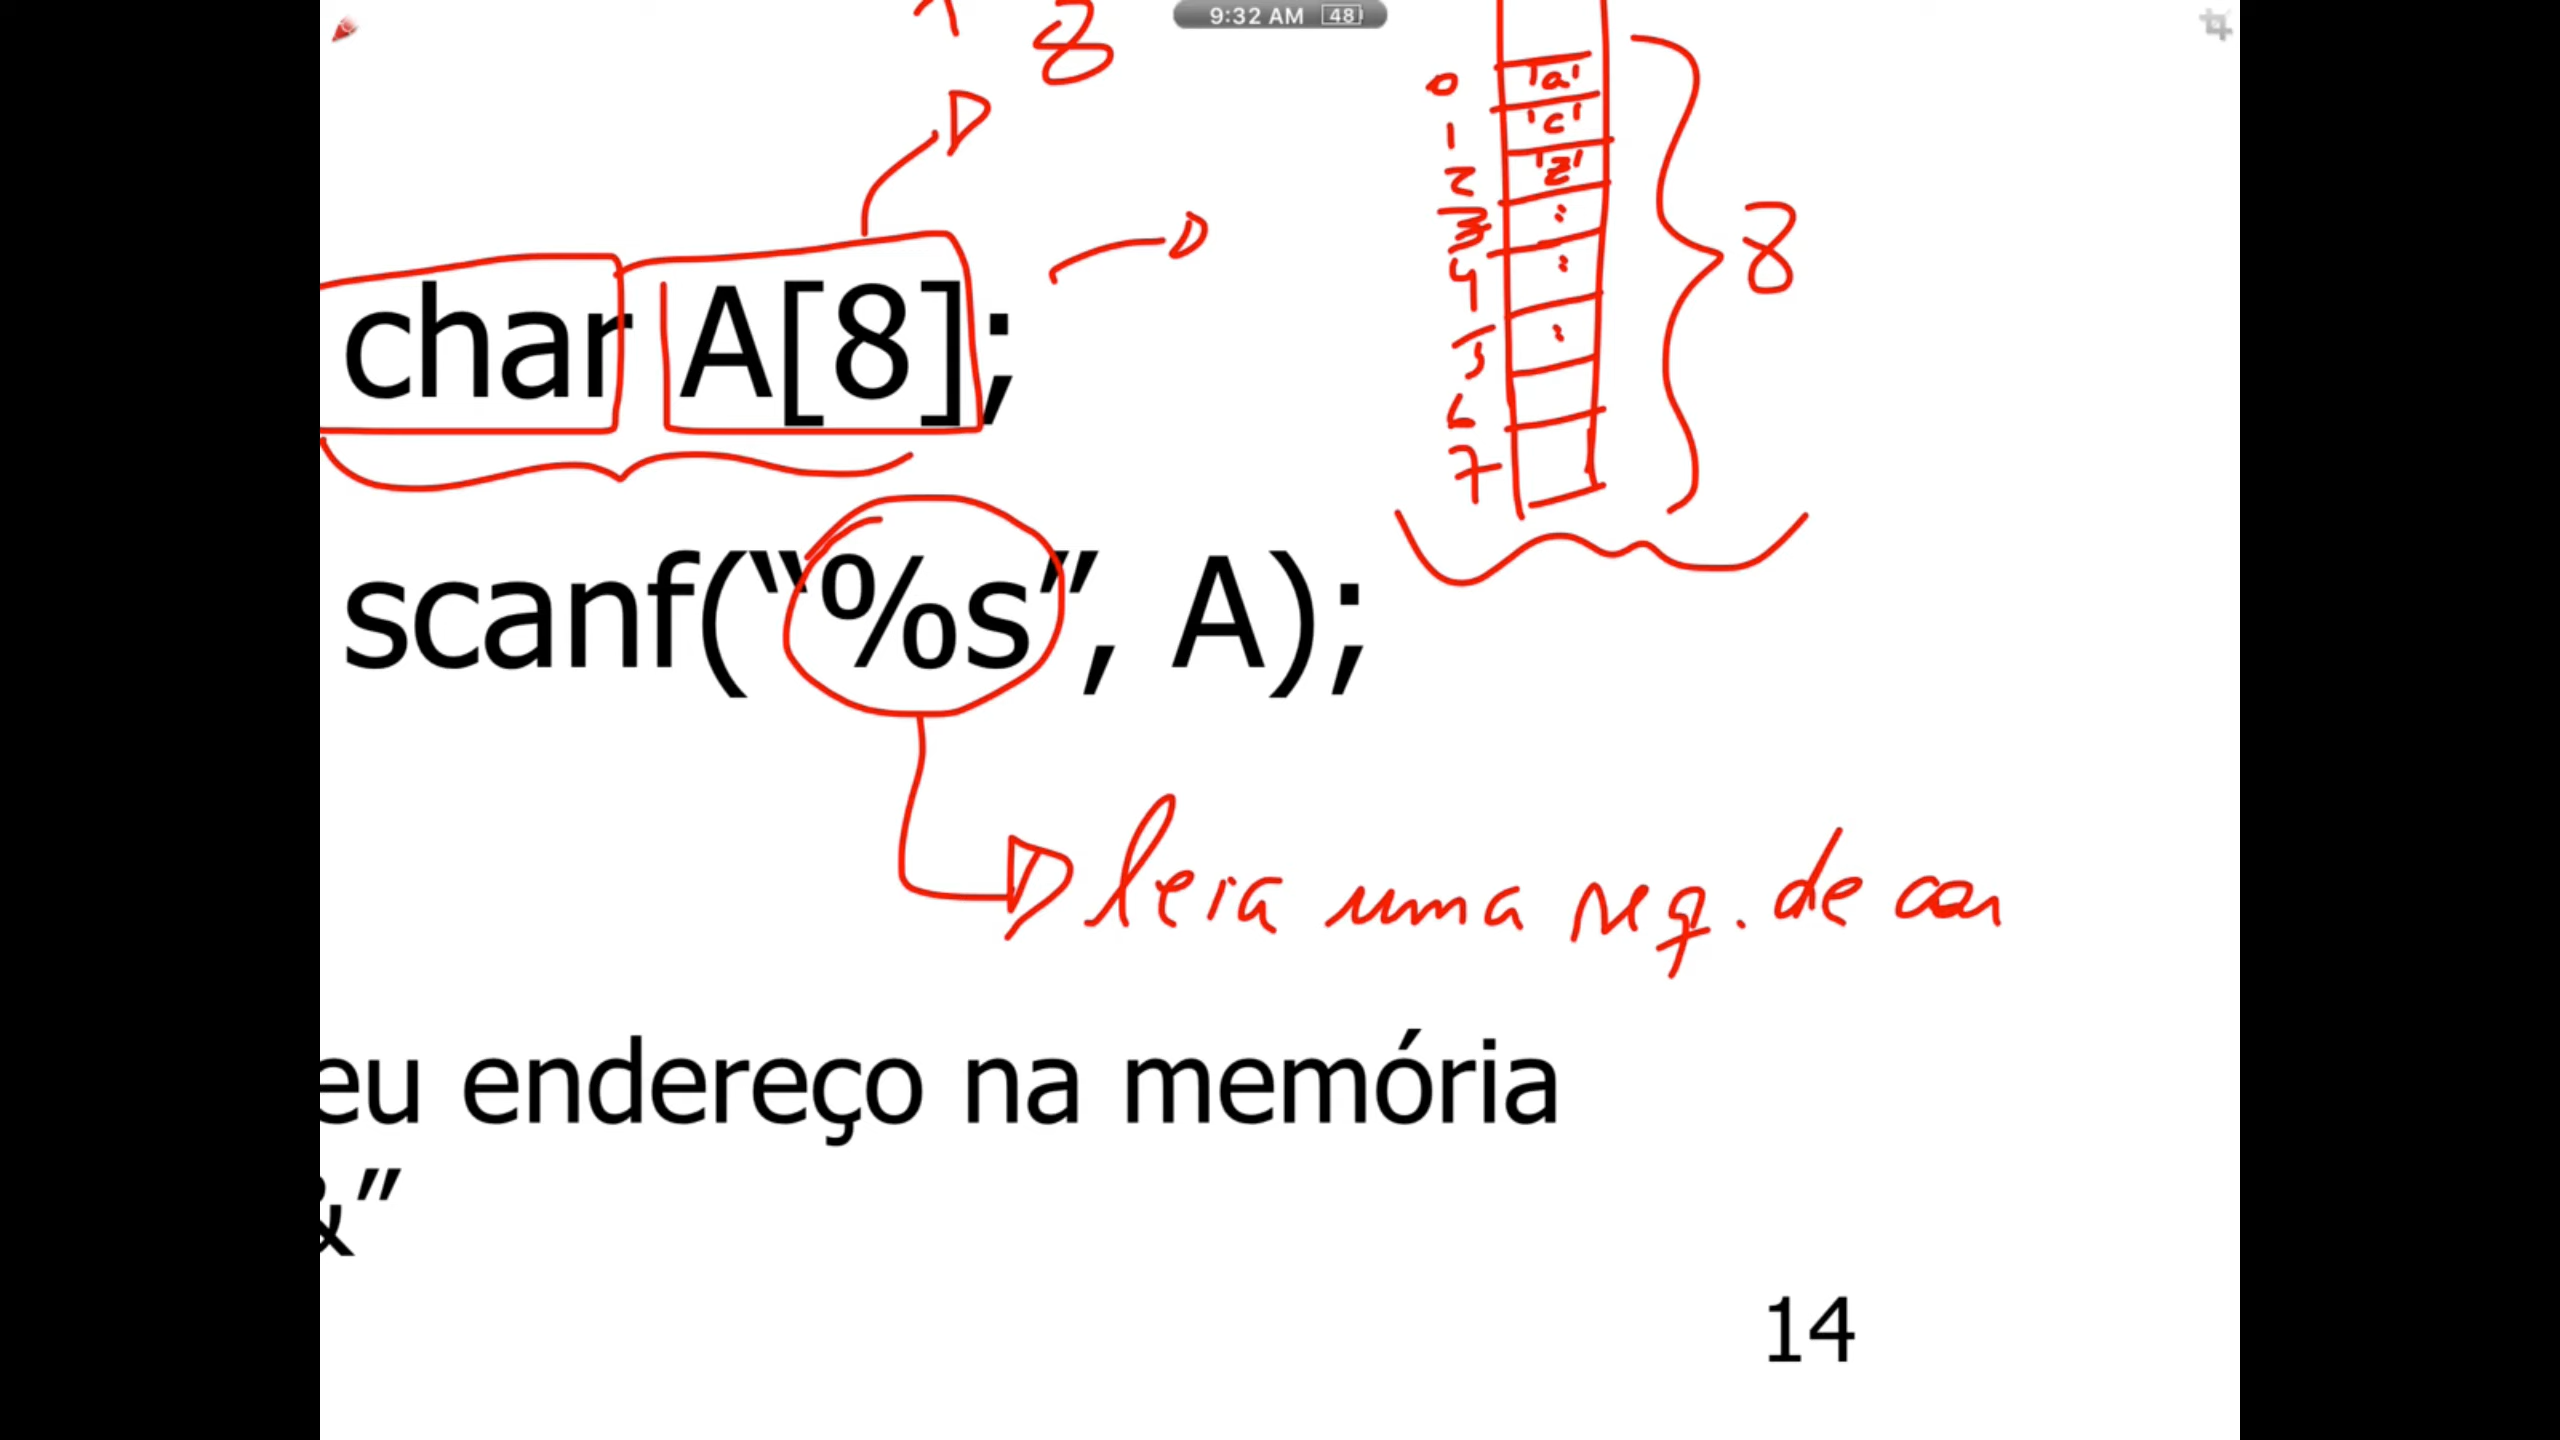 9:32 AM 48
8
0 'a'
1 'c'
2 'z'
3 :
4 :
5 :
6
7
8
char A[8];
scanf(“%s”, A);
leia uma seq. de car
eu endereço na memória
&”
14